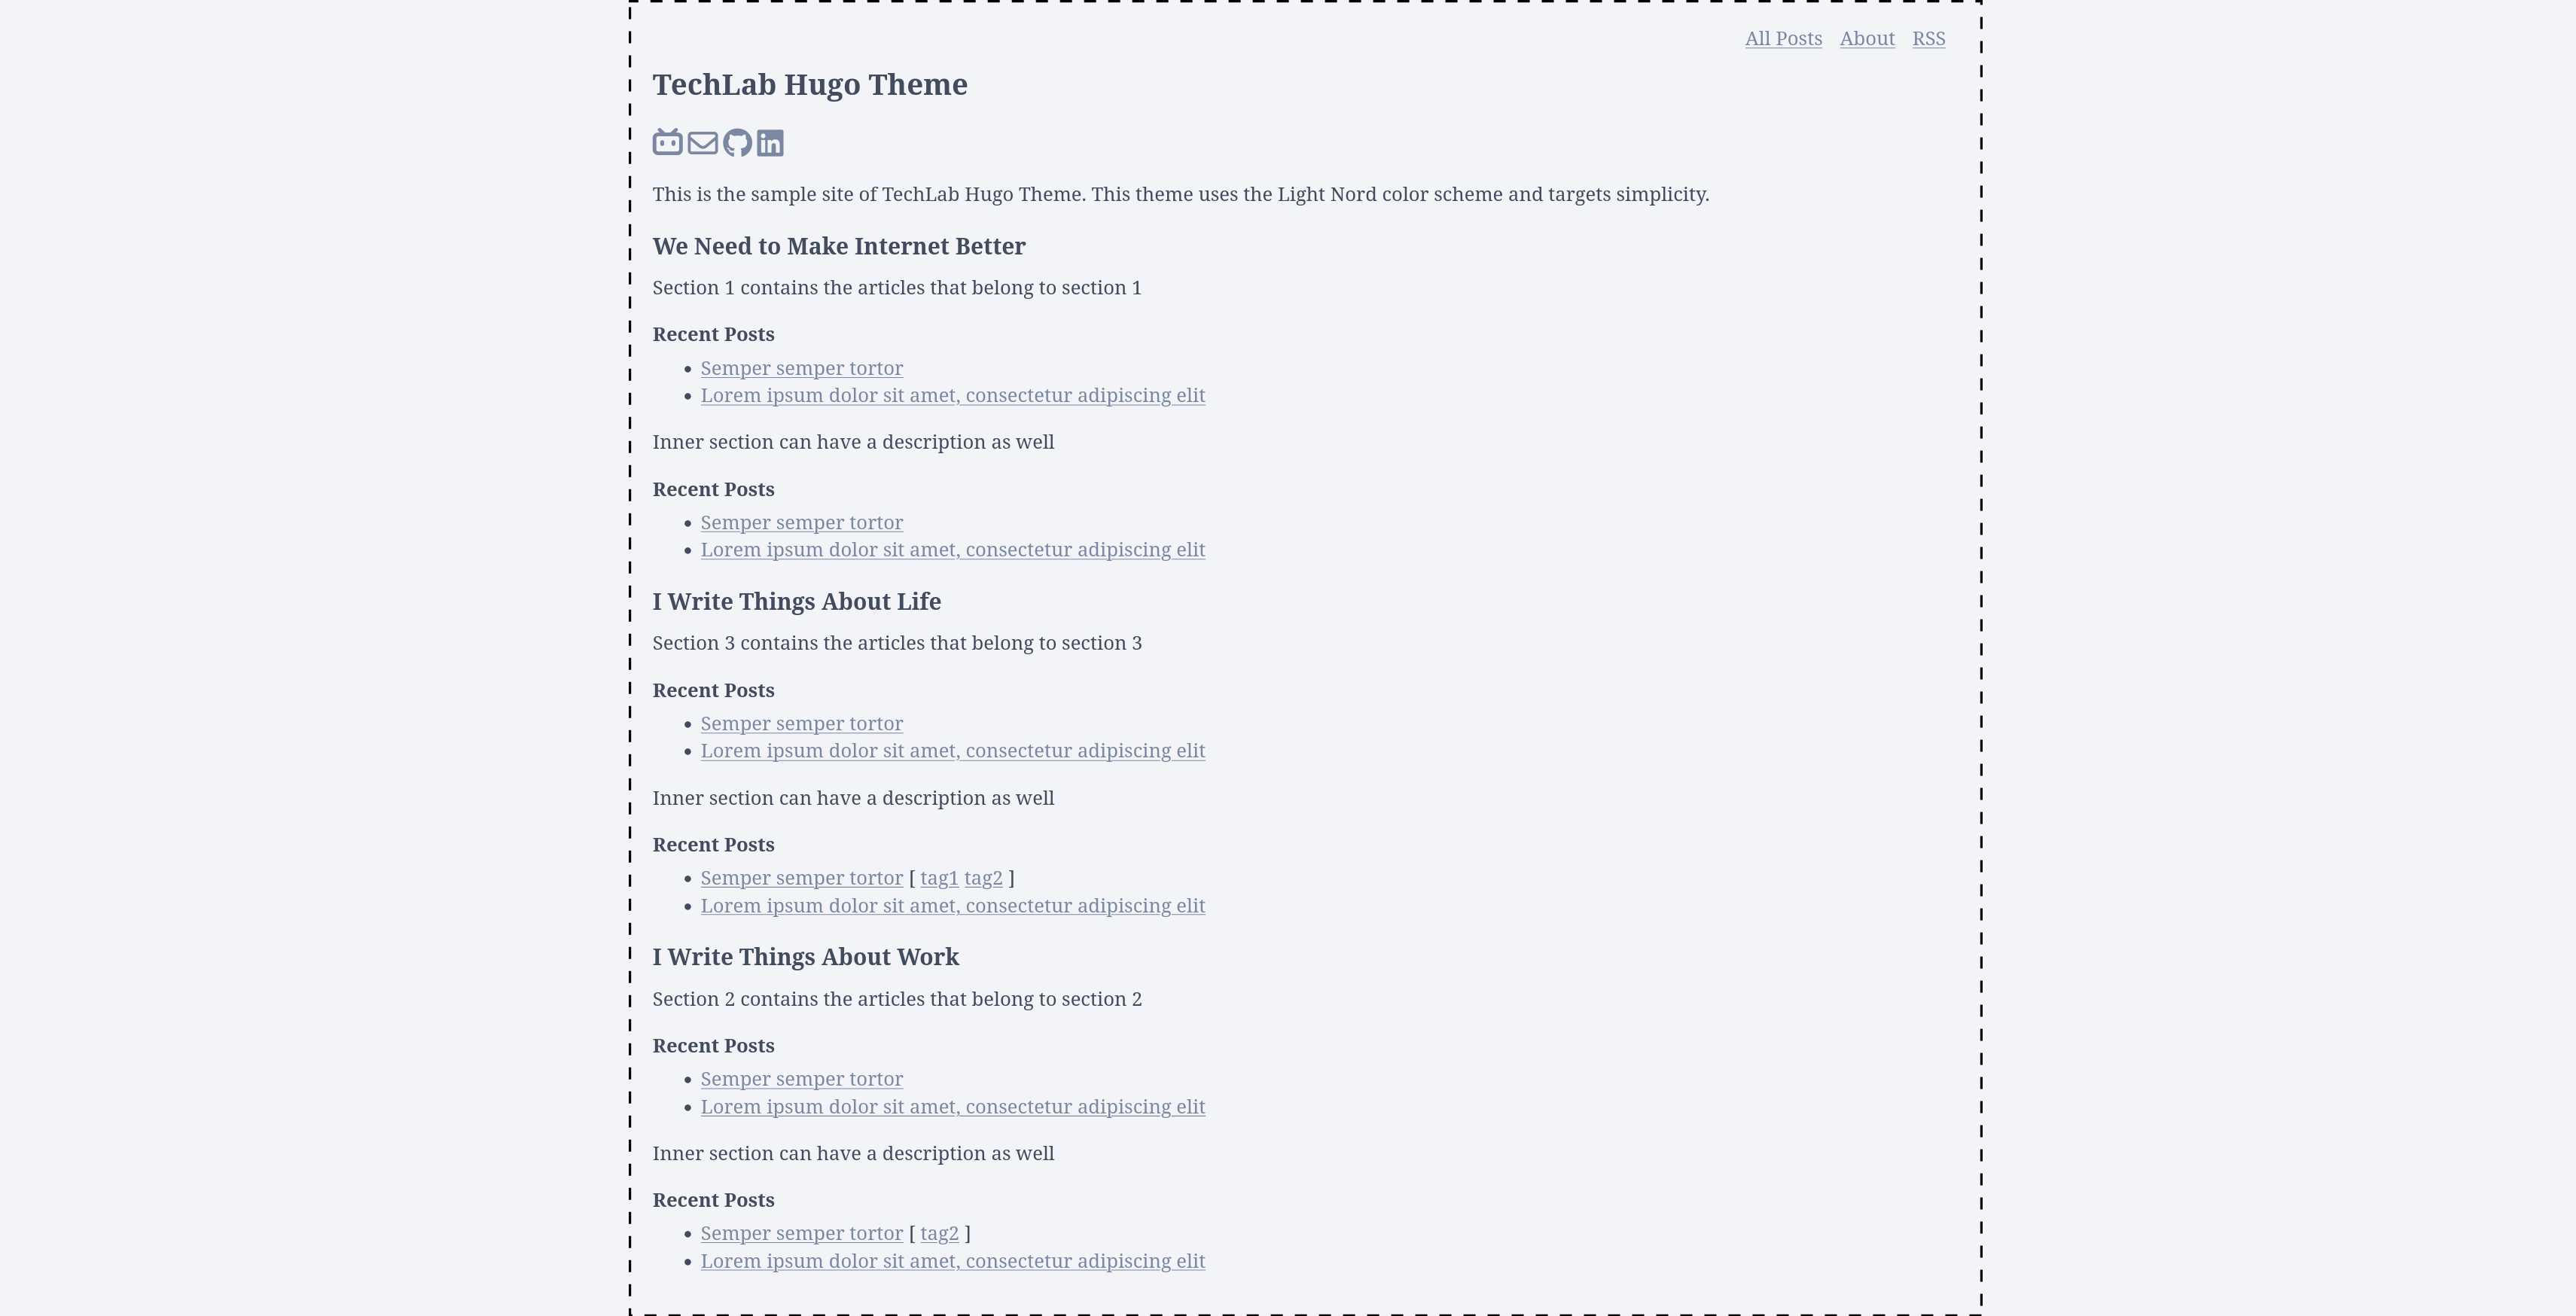 All Posts About RSS
TechLab Hugo Theme
This is the sample site of TechLab Hugo Theme. This theme uses the Light Nord color scheme and targets simplicity.
We Need to Make Internet Better
Section 1 contains the articles that belong to section 1
Recent Posts
• Semper semper tortor
• Lorem ipsum dolor sit amet, consectetur adipiscing elit
Inner section can have a description as well
Recent Posts
• Semper semper tortor
• Lorem ipsum dolor sit amet, consectetur adipiscing elit
I Write Things About Life
Section 3 contains the articles that belong to section 3
Recent Posts
• Semper semper tortor
• Lorem ipsum dolor sit amet, consectetur adipiscing elit
Inner section can have a description as well
Recent Posts
• Semper semper tortor [ tag1 tag2 ]
• Lorem ipsum dolor sit amet, consectetur adipiscing elit
I Write Things About Work
Section 2 contains the articles that belong to section 2
Recent Posts
• Semper semper tortor
• Lorem ipsum dolor sit amet, consectetur adipiscing elit
Inner section can have a description as well
Recent Posts
• Semper semper tortor [ tag2 ]
• Lorem ipsum dolor sit amet, consectetur adipiscing elit